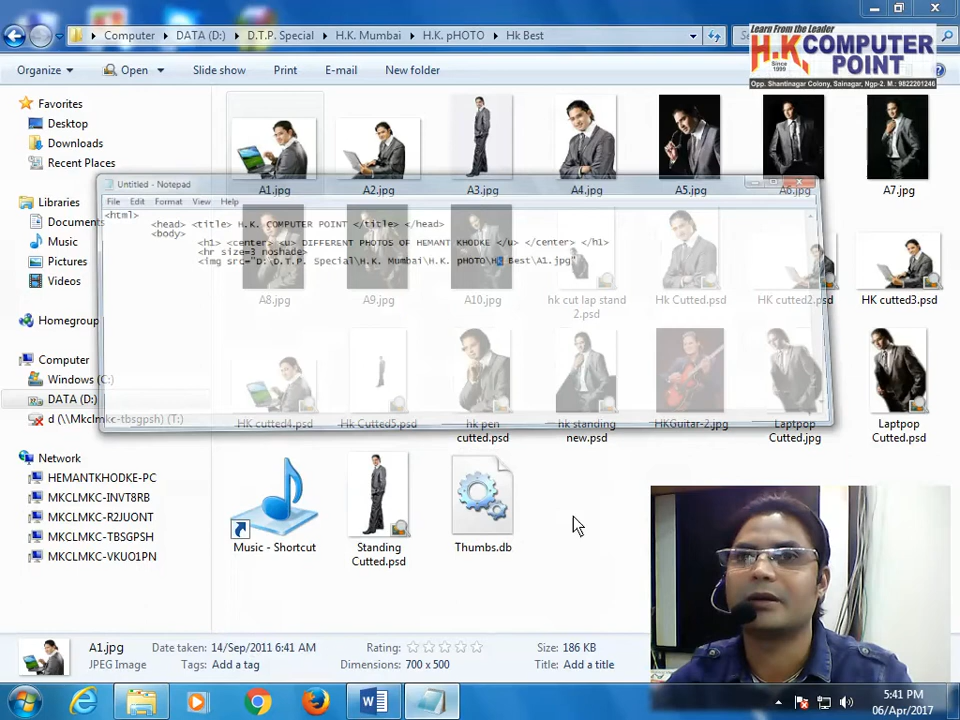 Computer
DATA (D:)
D.T.P. Special
H.K. Mumbai
H.K. pHOTO
Hk Best
Learn From the Leader
H.K COMPUTER POINT
Since 1999
Opp. Shantinagar Colony, Sainagar, Ngp-2. M.: 9822201246
Organize
Open
Slide show
Print
E-mail
New folder
Favorites
Desktop
Downloads
Recent Places
Libraries
Documents
Music
Pictures
Videos
Homegroup
Computer
Windows (C:)
DATA (D:)
d (\\Mkclmkc-tbsgpsh) (T:)
Network
HEMANTKHODKE-PC
MKCLMKC-INVT8RB
MKCLMKC-R2JUONT
MKCLMKC-TBSGPSH
MKCLMKC-VKUO1PN
A1.jpg
A2.jpg
A3.jpg
A4.jpg
A5.jpg
A6.jpg
A7.jpg
Untitled - Notepad
File Edit Format View Help
<html>
<head> <title> H.K. COMPUTER POINT </title> </head>
<body>
<h1> <center> <u> DIFFERENT PHOTOS OF HEMANT KHODKE </u> </center> </h1>
<hr size=3 noshade>
<img src="D:\D.T.P. Special\H.K. Mumbai\H.K. pHOTO\Hk Best\A1.jpg"
A8.jpg
A9.jpg
A10.jpg
hk cut lap stand 2.psd
Hk Cutted.psd
HK cutted2.psd
HK cutted3.psd
HK cutted4.psd
Hk Cutted5.psd
hk pen cutted.psd
hk standing new.psd
HKGuitar-2.jpg
Laptpop Cutted.jpg
Laptpop Cutted.psd
Music - Shortcut
Standing Cutted.psd
Thumbs.db
A1.jpg
JPEG Image
Date taken: 14/Sep/2011 6:41 AM
Tags: Add a tag
Rating:
Dimensions: 700 x 500
Size: 186 KB
Title: Add a title
5:41 PM
06/Apr/2017